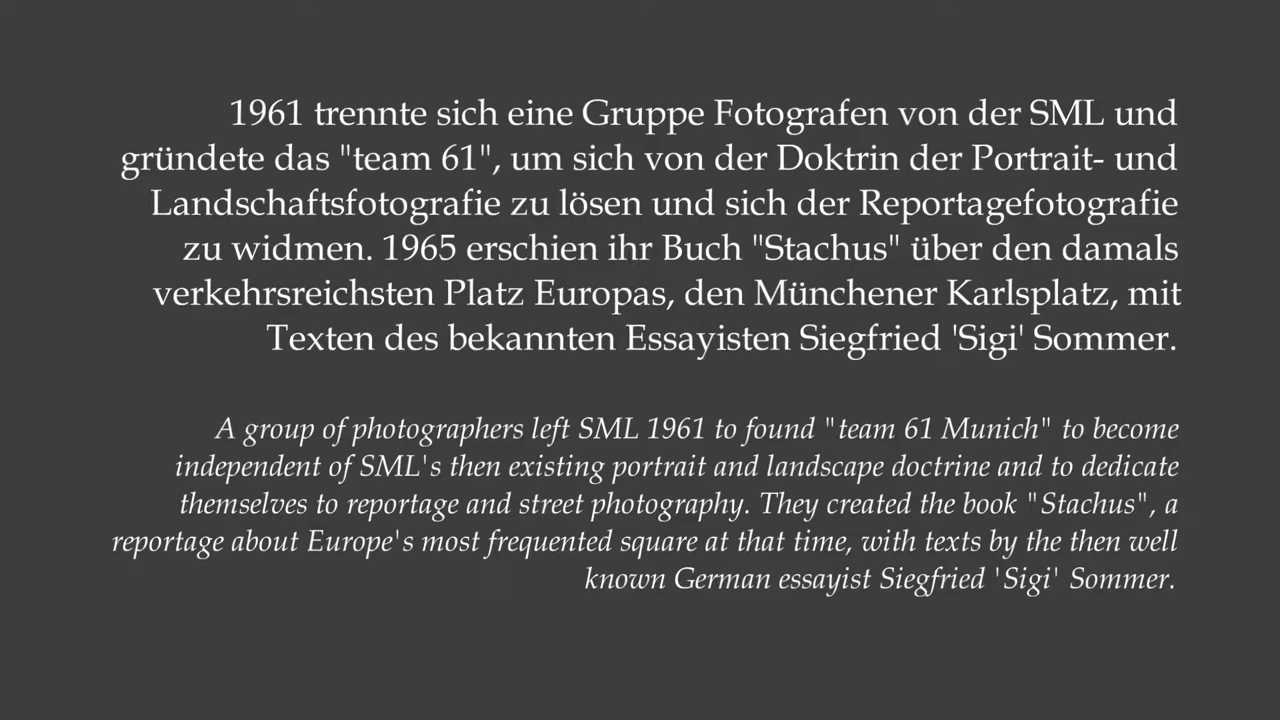 1961 trennte sich eine Gruppe Fotografen von der SML und
gründete das "team 61", um sich von der Doktrin der Portrait- und
Landschaftsfotografie zu lösen und sich der Reportagefotografie
zu widmen. 1965 erschien ihr Buch "Stachus" über den damals
verkehrsreichsten Platz Europas, den Münchener Karlsplatz, mit
Texten des bekannten Essayisten Siegfried 'Sigi' Sommer.
A group of photographers left SML 1961 to found "team 61 Munich" to become
independent of SML's then existing portrait and landscape doctrine and to dedicate
themselves to reportage and street photography. They created the book "Stachus", a
reportage about Europe's most frequented square at that time, with texts by the then well
known German essayist Siegfried 'Sigi' Sommer.